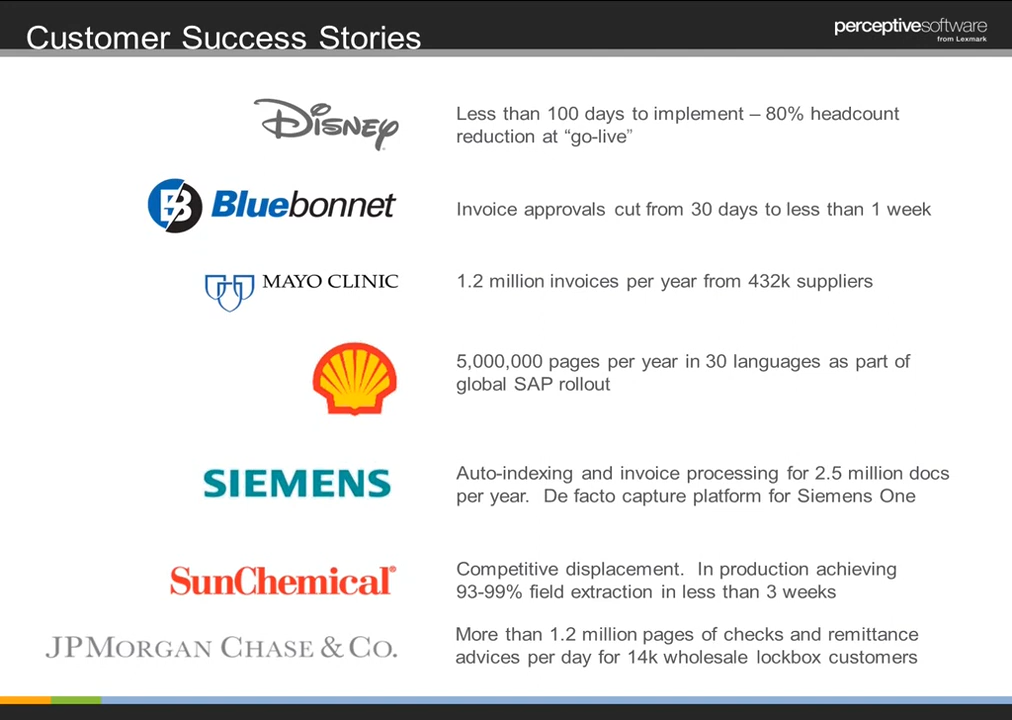 Customer Success Stories
perceptivesoftware
from Lexmark
Disney
Less than 100 days to implement – 80% headcount
reduction at “go-live”
B Bluebonnet
Invoice approvals cut from 30 days to less than 1 week
MAYO CLINIC
1.2 million invoices per year from 432k suppliers
5,000,000 pages per year in 30 languages as part of
global SAP rollout
SIEMENS
Auto-indexing and invoice processing for 2.5 million docs
per year. De facto capture platform for Siemens One
SunChemical®
Competitive displacement. In production achieving
93-99% field extraction in less than 3 weeks
JPMORGAN CHASE & CO.
More than 1.2 million pages of checks and remittance
advices per day for 14k wholesale lockbox customers